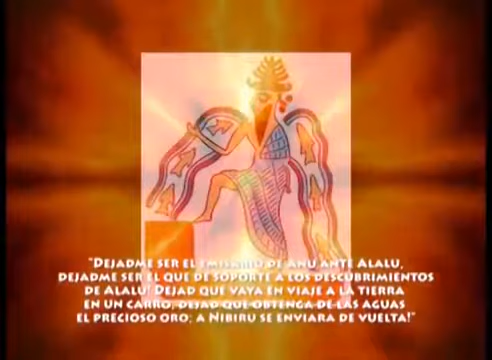 "Dejadme ser el emisario de Anu ante Alalu,
dejadme ser el que de soporte a los descubrimientos
de Alalu! Dejad que vaya en viaje a la Tierra
en un carro, dejad que obtenga de las aguas
el precioso oro; a Nibiru se enviara de vuelta!"